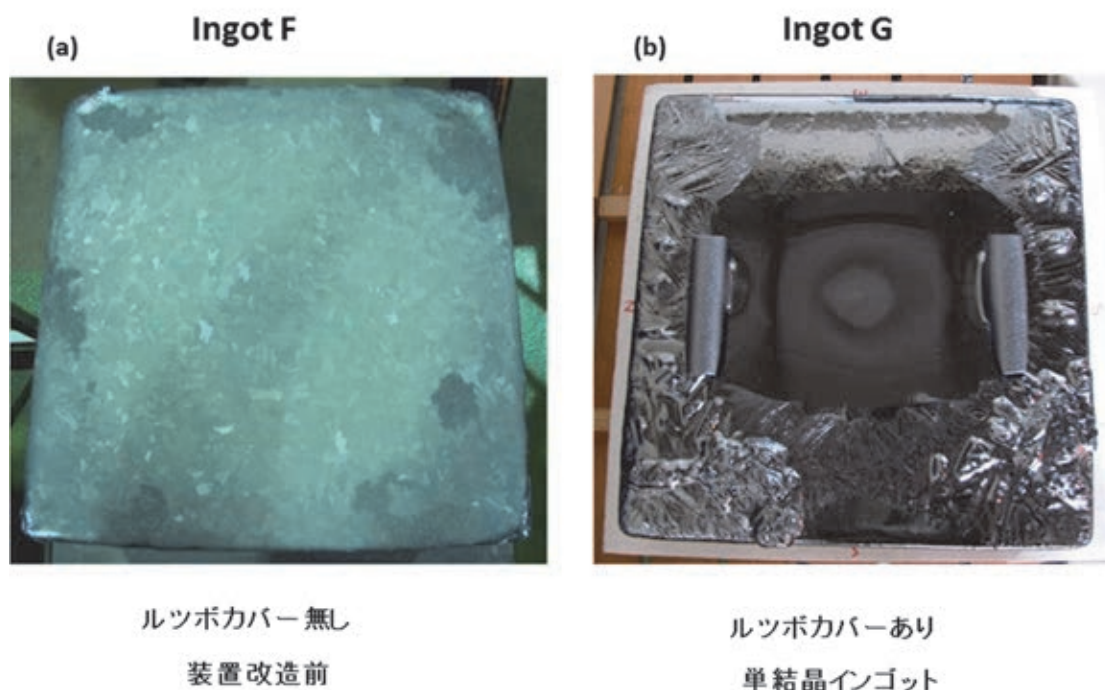 Ingot F
Ingot G
(a)
(b)
ルツボカバー無し
装置改造前
ルツボカバーあり
単結晶インゴット